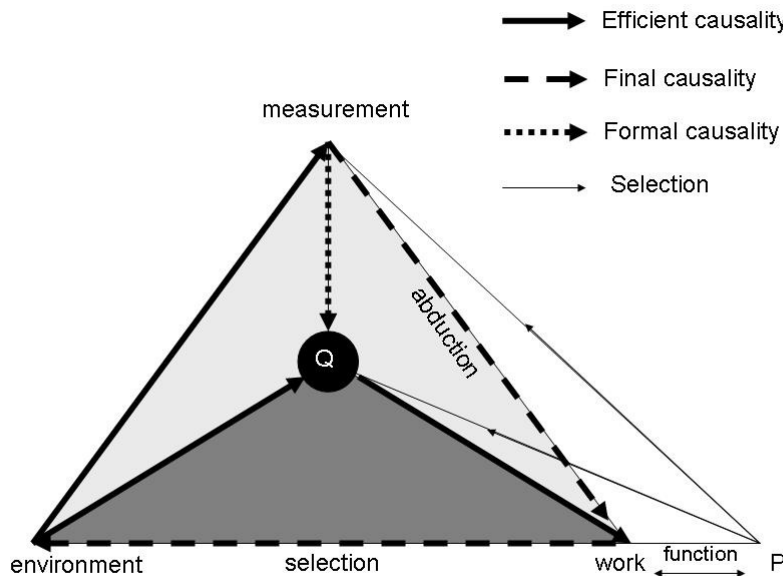 Efficient causality
Final causality
measurement
Formal causality
Selection
abduction
Q
environment
selection
work
function
P